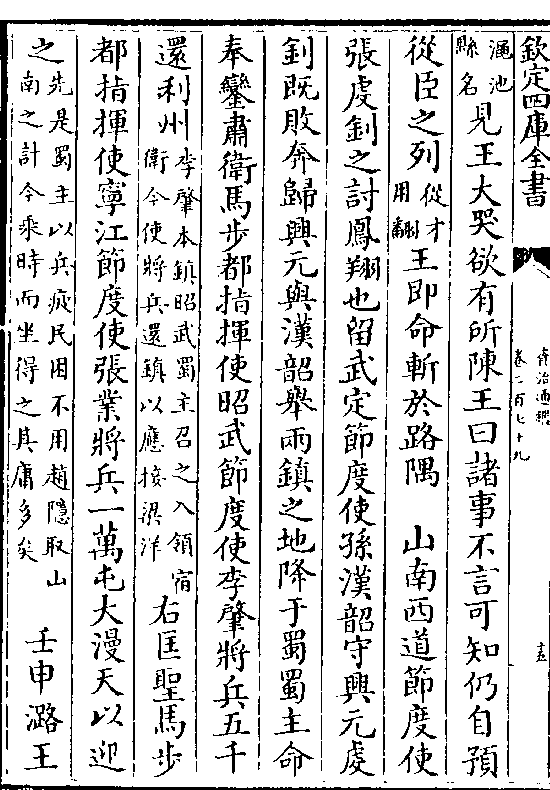 欽定四庫全書
資治通鑑
卷二百七十九
澠池
縣名
見王大哭欲有所陳王曰諸事不言可知仍自預
從臣之列
從才
用翻
王即命斬於路隅 山南西道節度使
張虔釗之討鳳翔也留武定節度使孫漢韶守興元虔
釗既敗奔歸興元與漢韶舉兩鎮之地降于蜀蜀主命
奉鑾肅衛馬步都指揮使昭武節度使李肇將兵五千
還利州
李肇本鎮昭武蜀主召之入領宿
衛今使將兵還鎮以應接梁洋
右匡聖馬步
都指揮使寧江節度使張業將兵一萬屯大漫天以迎
之
先是蜀主以兵疲民困不用趙隱取山
南之計今乘時而坐得之其庸多矣
壬申潞王